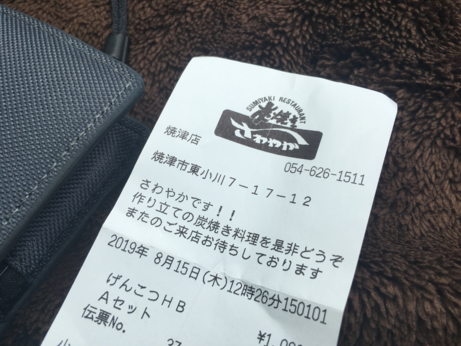 SUMIYAKI RESTAURANT
炭焼き
さわやか
焼津店
054-626-1511
焼津市東小川7-17-12
さわやかです!!
作り立ての炭焼き料理を是非どうぞ
またのご来店お待ちしております
2019年 8月15日(木)12時26分150101
げんこつHB
Aセット
伝票No.